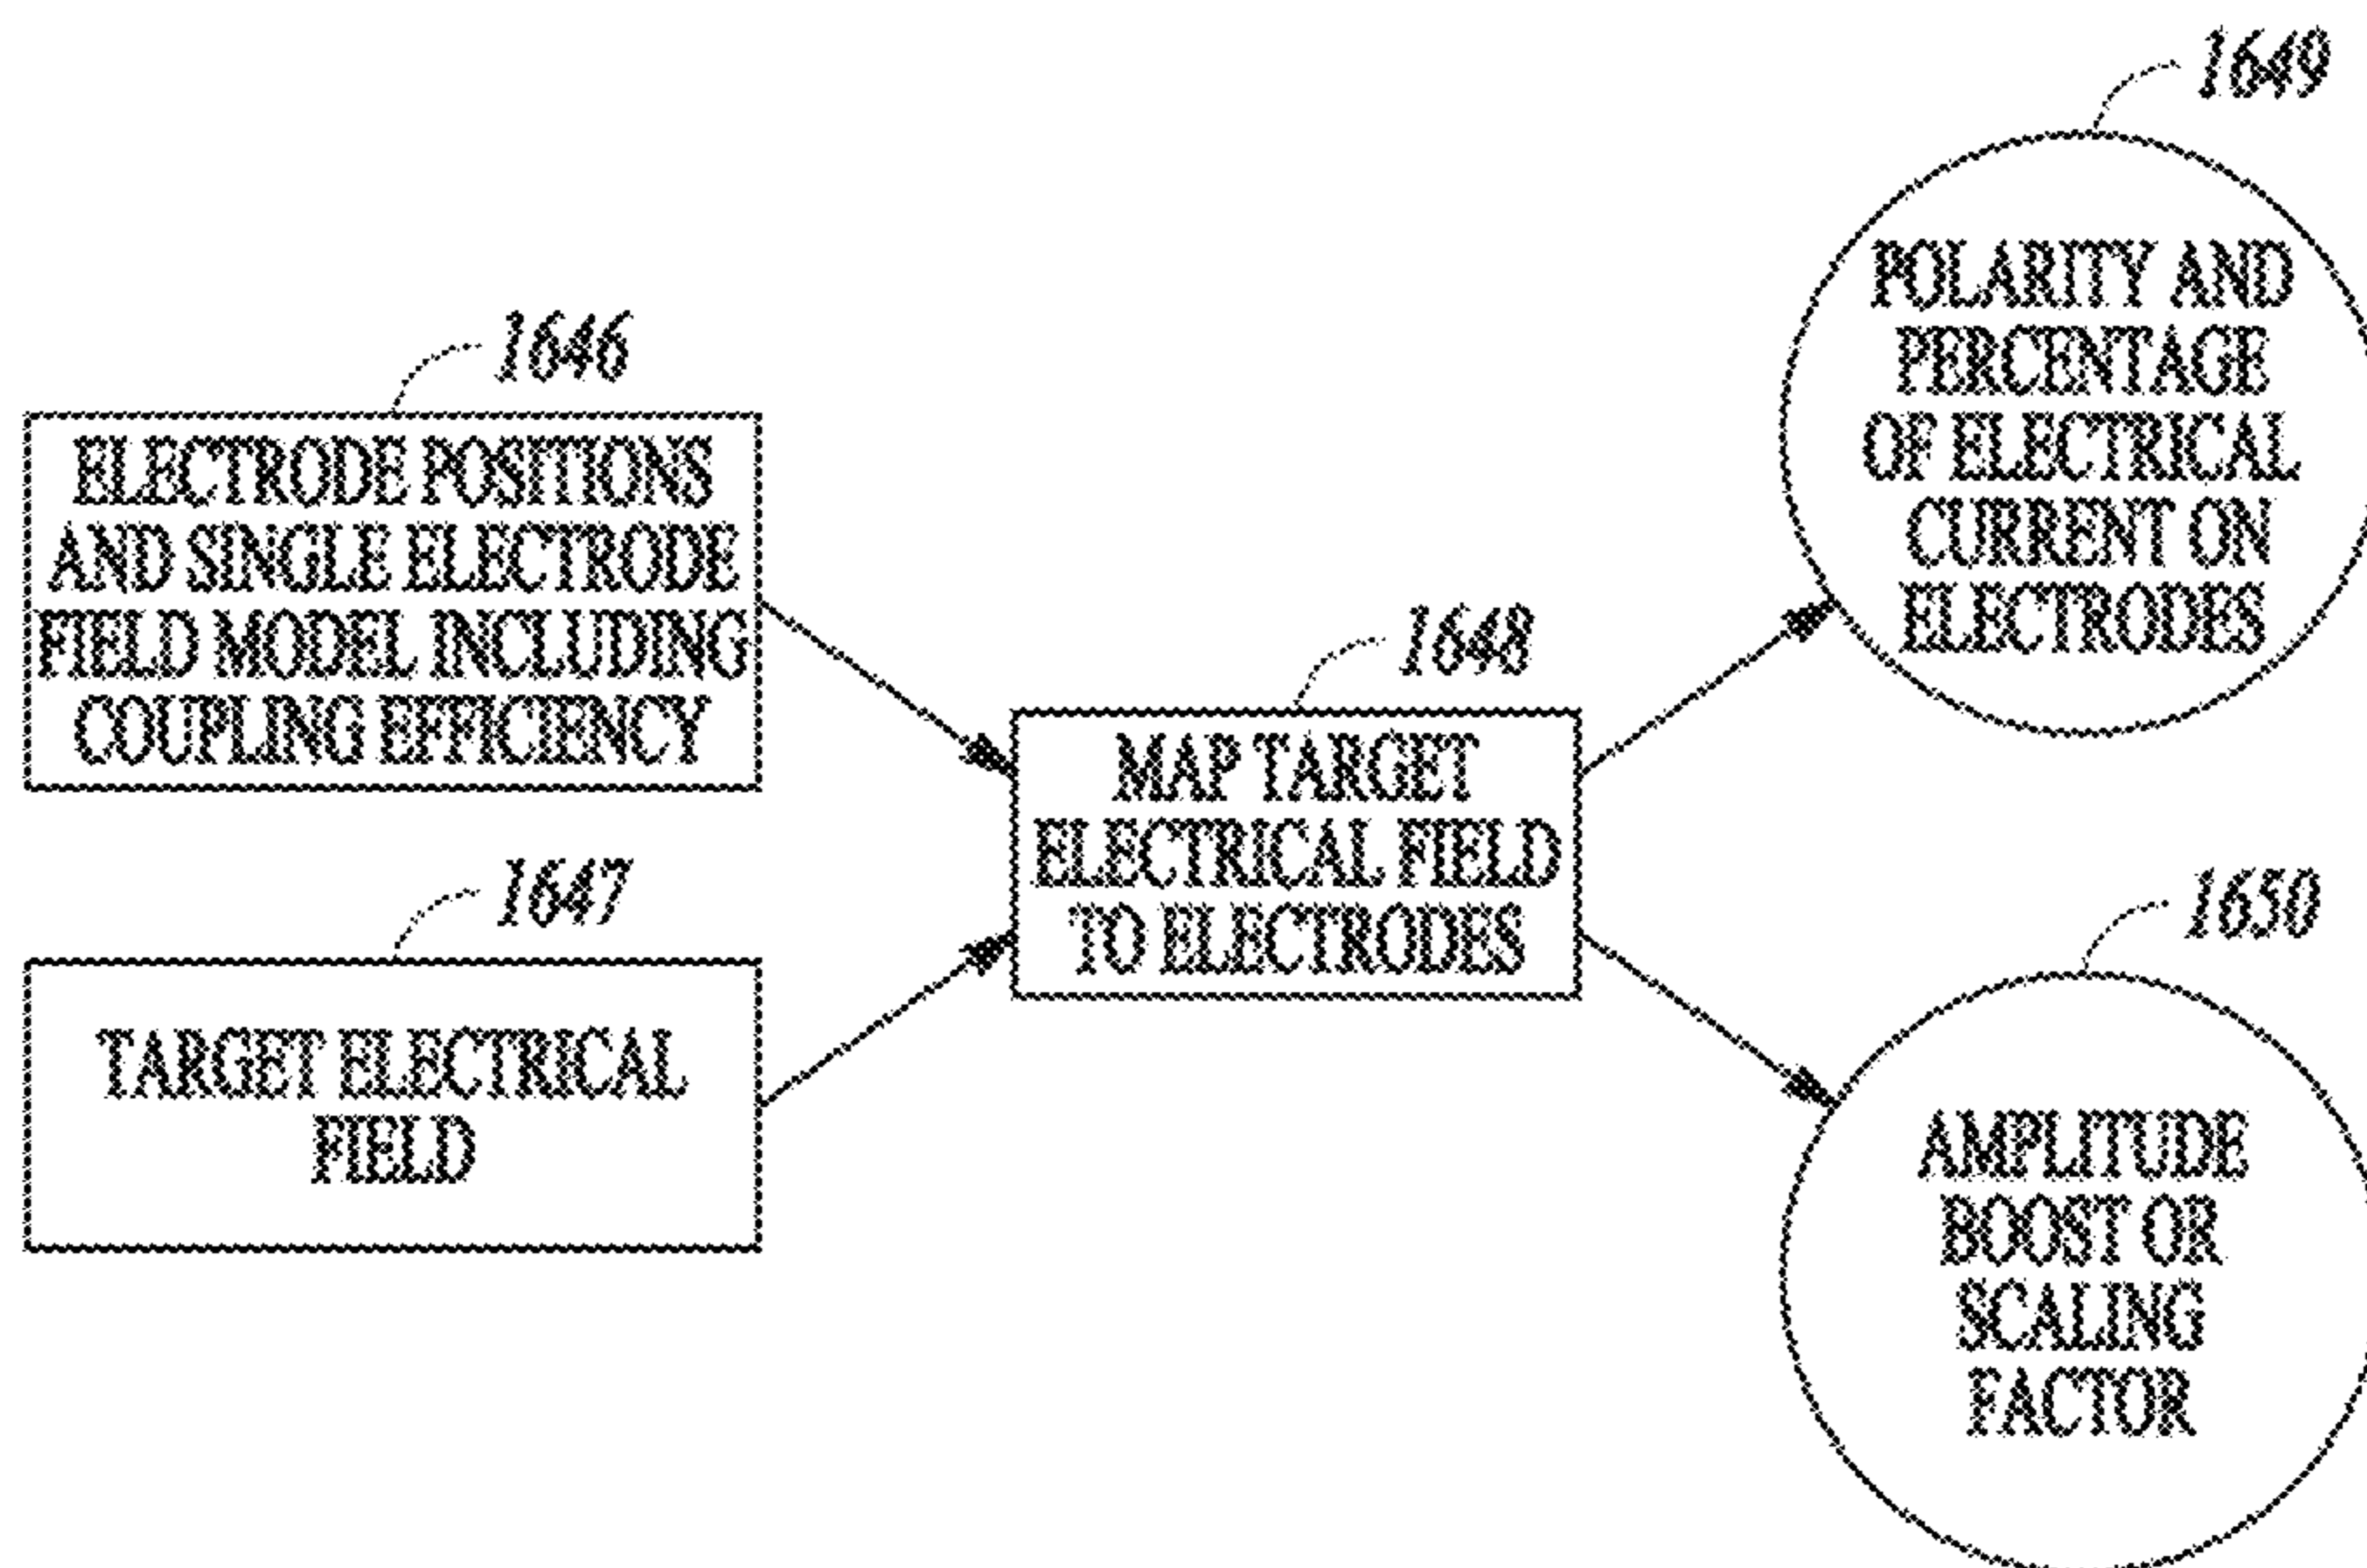 1646
ELECTRODE POSITIONS
AND SINGLE ELECTRODE
FIELD MODEL INCLUDING
COUPLING EFFICIENCY
1647
TARGET ELECTRICAL
FIELD
1648
MAP TARGET
ELECTRICAL FIELD
TO ELECTRODES
1649
POLARITY AND
PERCENTAGE
OF ELECTRICAL
CURRENT ON
ELECTRODES
1650
AMPLITUDE
BOOST OR
SCALING
FACTOR